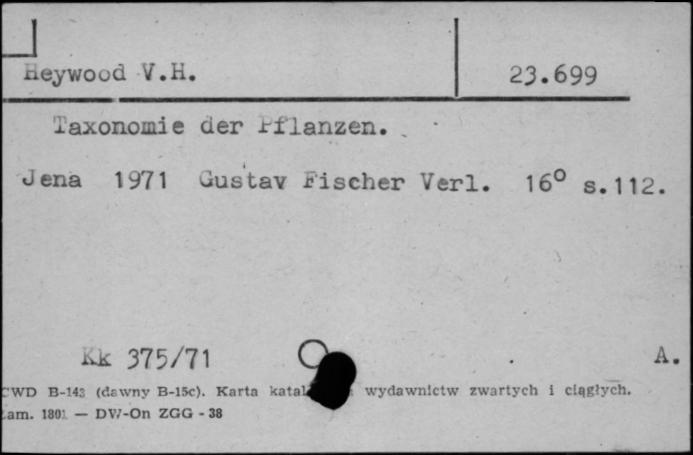 Heywood V.H. 23.699
Taxonomie der Pflanzen.
Jena 1971 Gustav Fischer Verl. 16° s.112.
Kk 375/71 A.
CWD B-143 (dawny B-15c). Karta wydawnictw zwartych i ciągłych.
Zam. 1801 — DW-On ZGG - 38